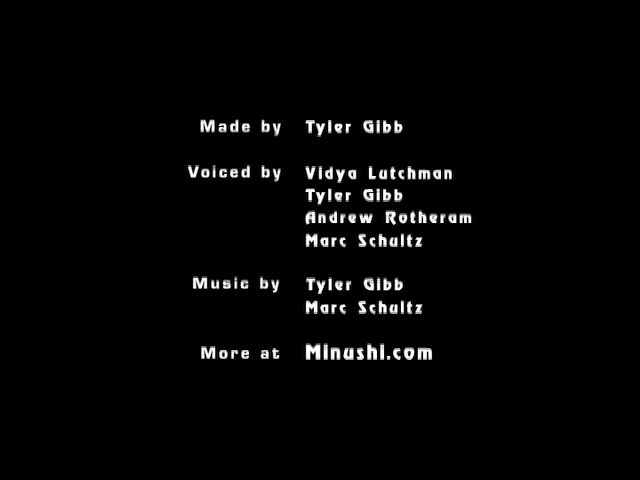 Made by Tyler Gibb
Voiced by Vidya Lutchman
Tyler Gibb
Andrew Rotheram
Marc Schultz
Music by Tyler Gibb
Marc Schultz
More at Minushi.com